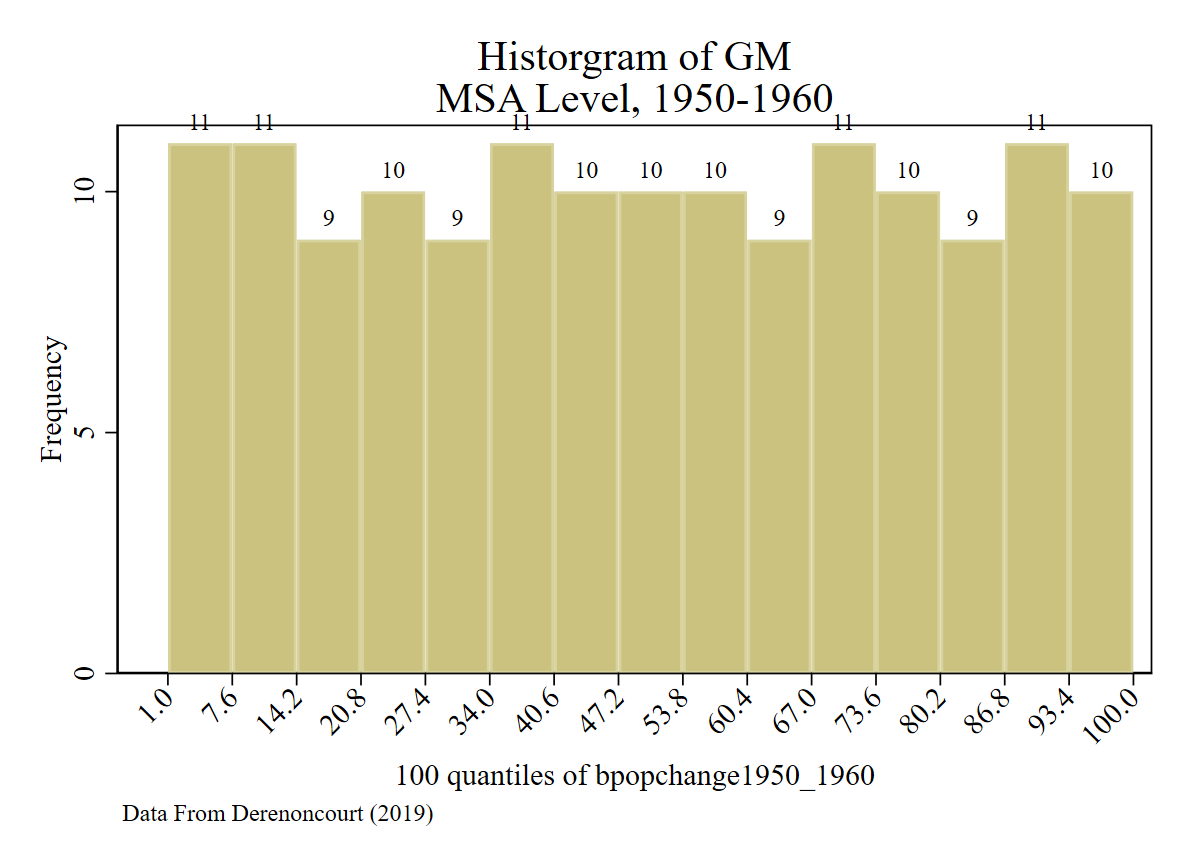 Historgram of GM
MSA Level, 1950-1960
11 11 9 10 9 11 10 10 10 9 11 10 9 11 10
Frequency
10
5
0
1.0 7.6 14.2 20.8 27.4 34.0 40.6 47.2 53.8 60.4 67.0 73.6 80.2 86.8 93.4 100.0
100 quantiles of bpopchange1950_1960
Data From Derenoncourt (2019)